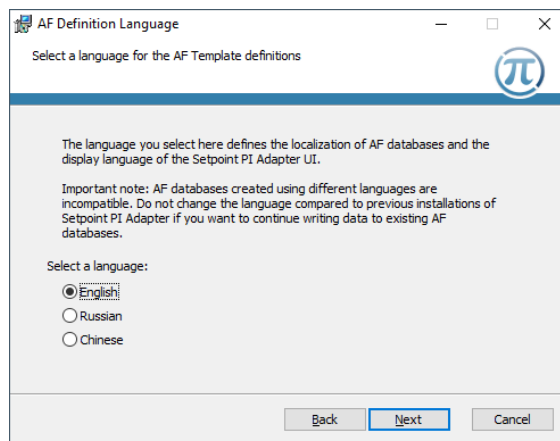 AF Definition Language
Select a language for the AF Template definitions
π
The language you select here defines the localization of AF databases and the
display language of the Setpoint PI Adapter UI.
Important note: AF databases created using different languages are
incompatible. Do not change the language compared to previous installations of
Setpoint PI Adapter if you want to continue writing data to existing AF
databases.
Select a language:
English
Russian
Chinese
Back
Next
Cancel